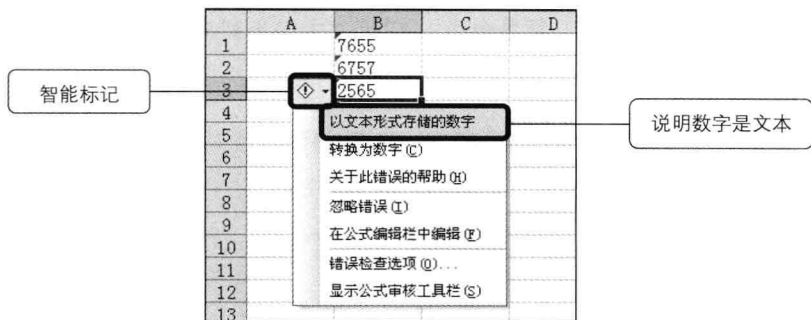 A B C D
1 7655
2 6757
智能标记
3 2565
说明数字是文本
4 以文本形式存储的数字
5
6 转换为数字(C)
7 关于此错误的帮助(H)
8 忽略错误(I)
9 在公式编辑栏中编辑(F)
10
11 错误检查选项(O)...
12 显示公式审核工具栏(S)
13